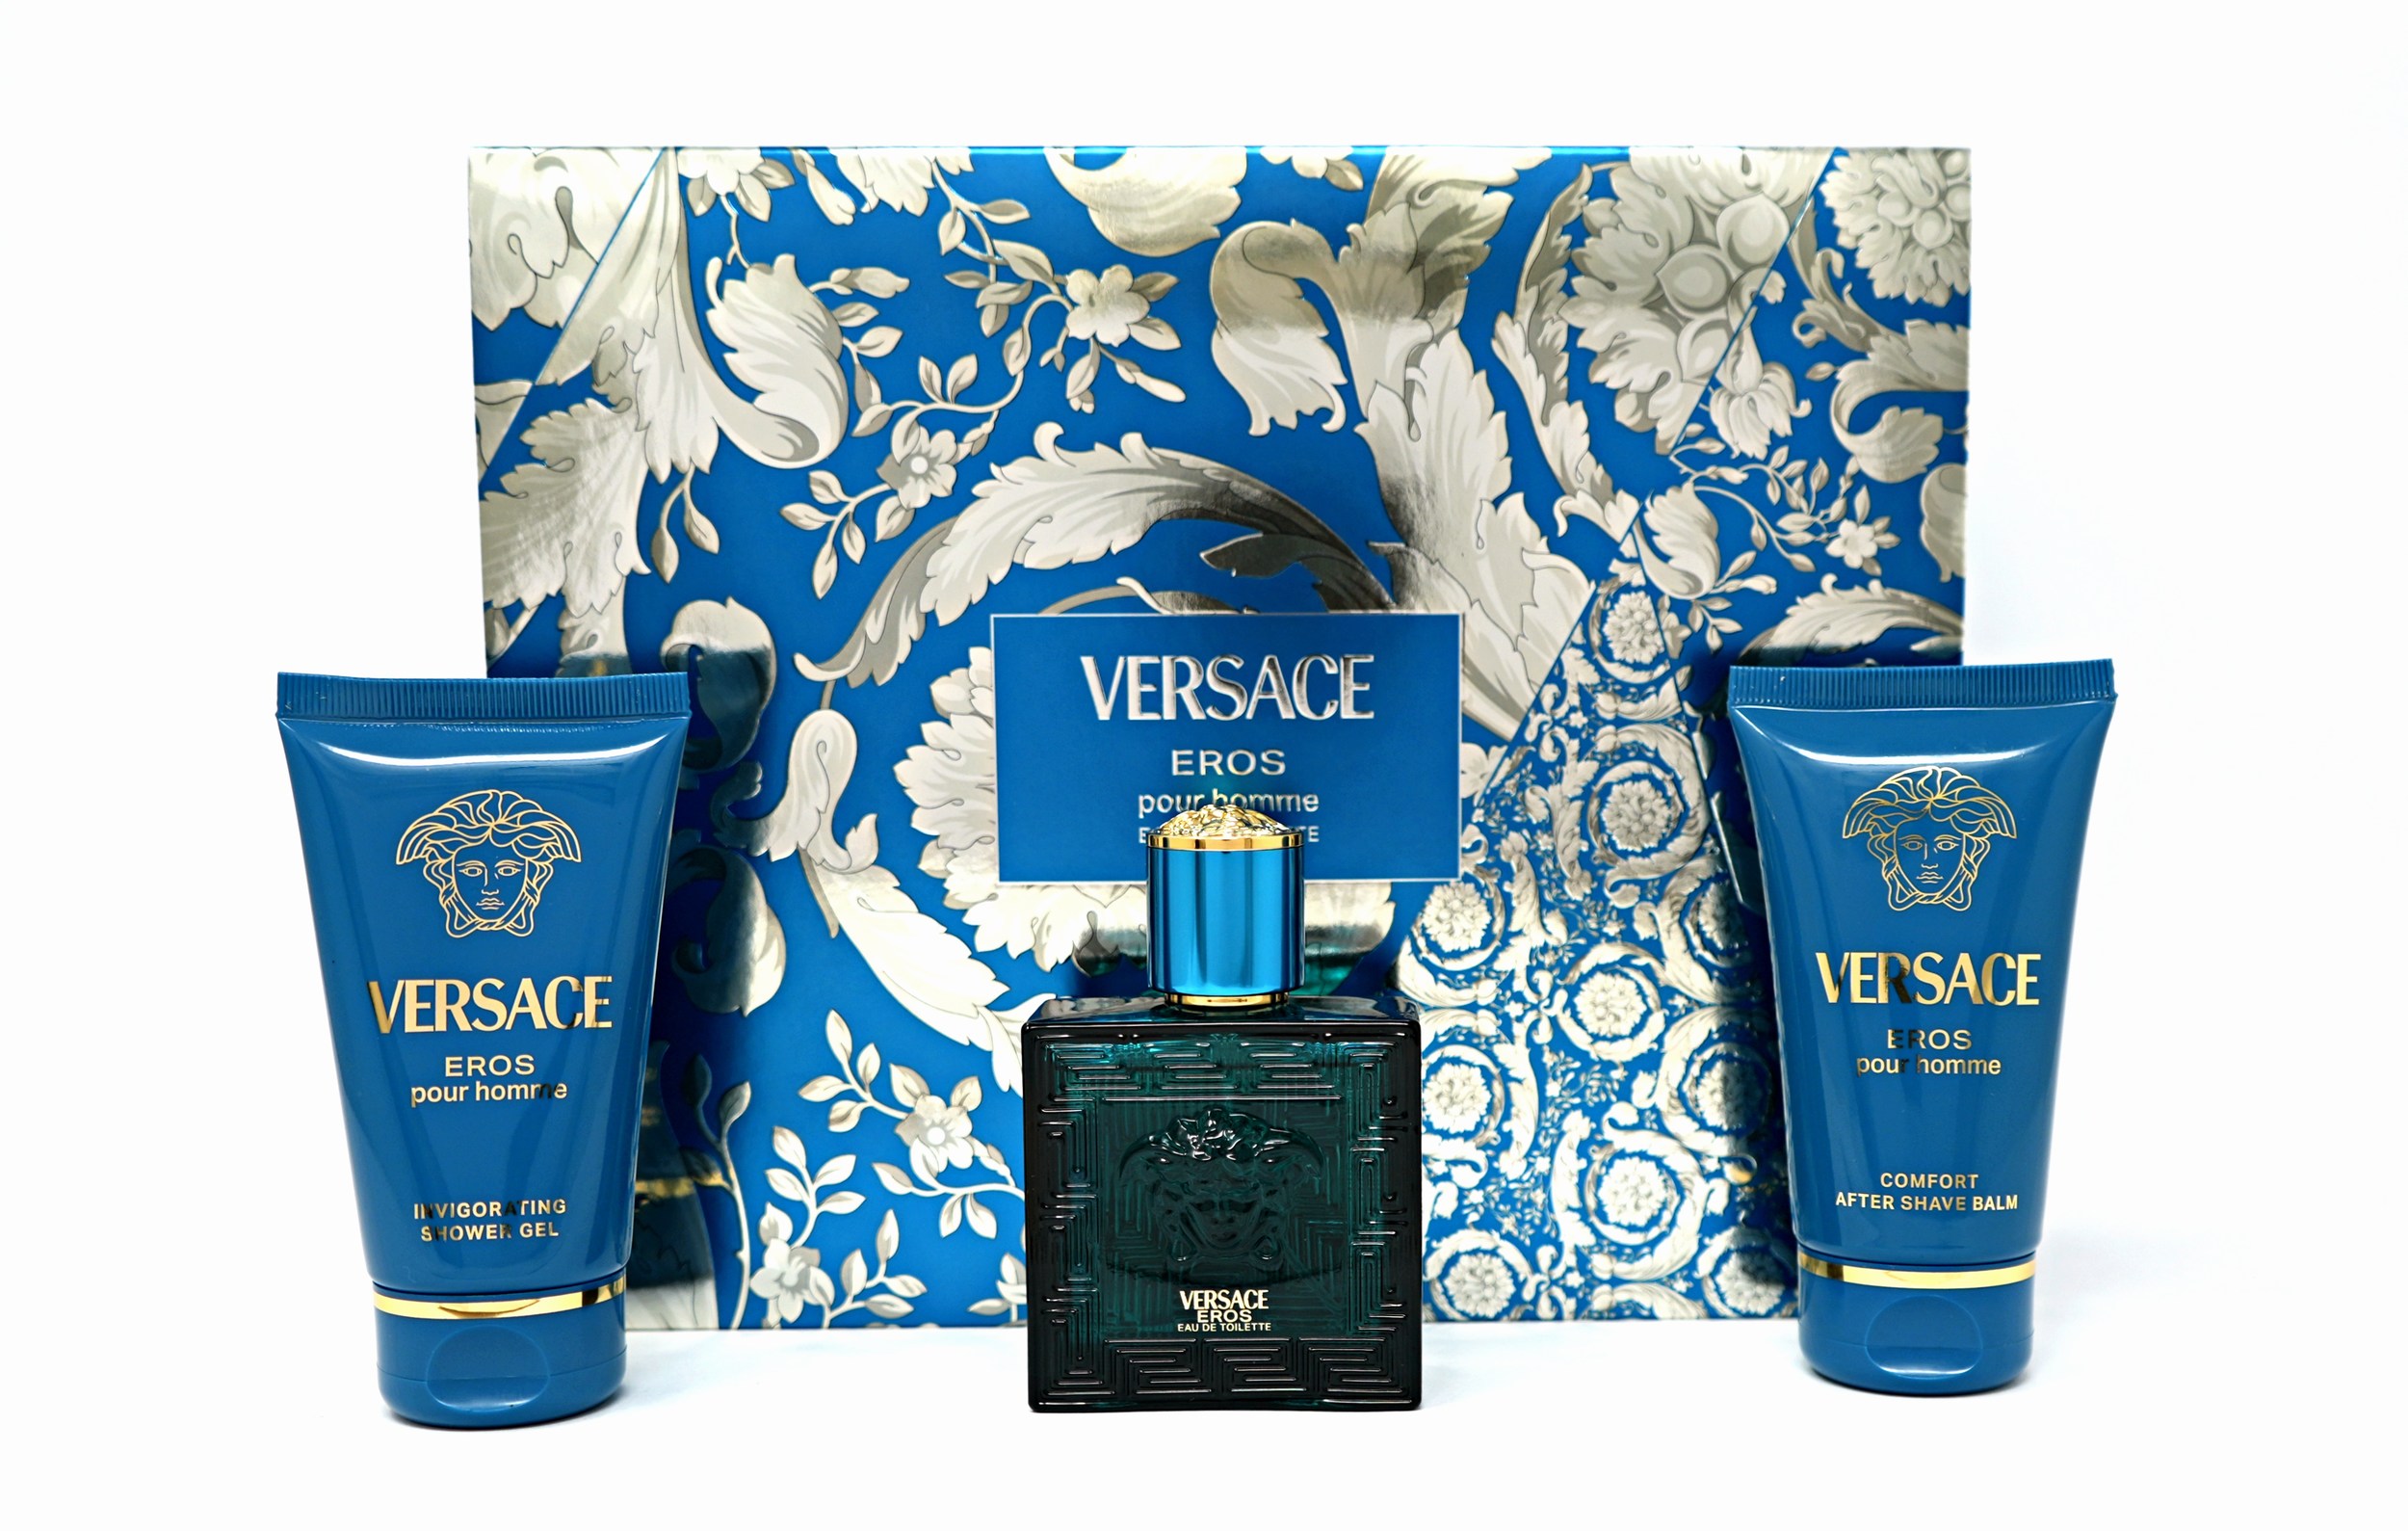 VERSACE
EROS
pour homme
VERSACE
EROS
pour homme
INVIGORATING
SHOWER GEL
VERSACE
EROS
EAU DE TOILETTE
VERSACE
EROS
pour homme
COMFORT
AFTER SHAVE BALM